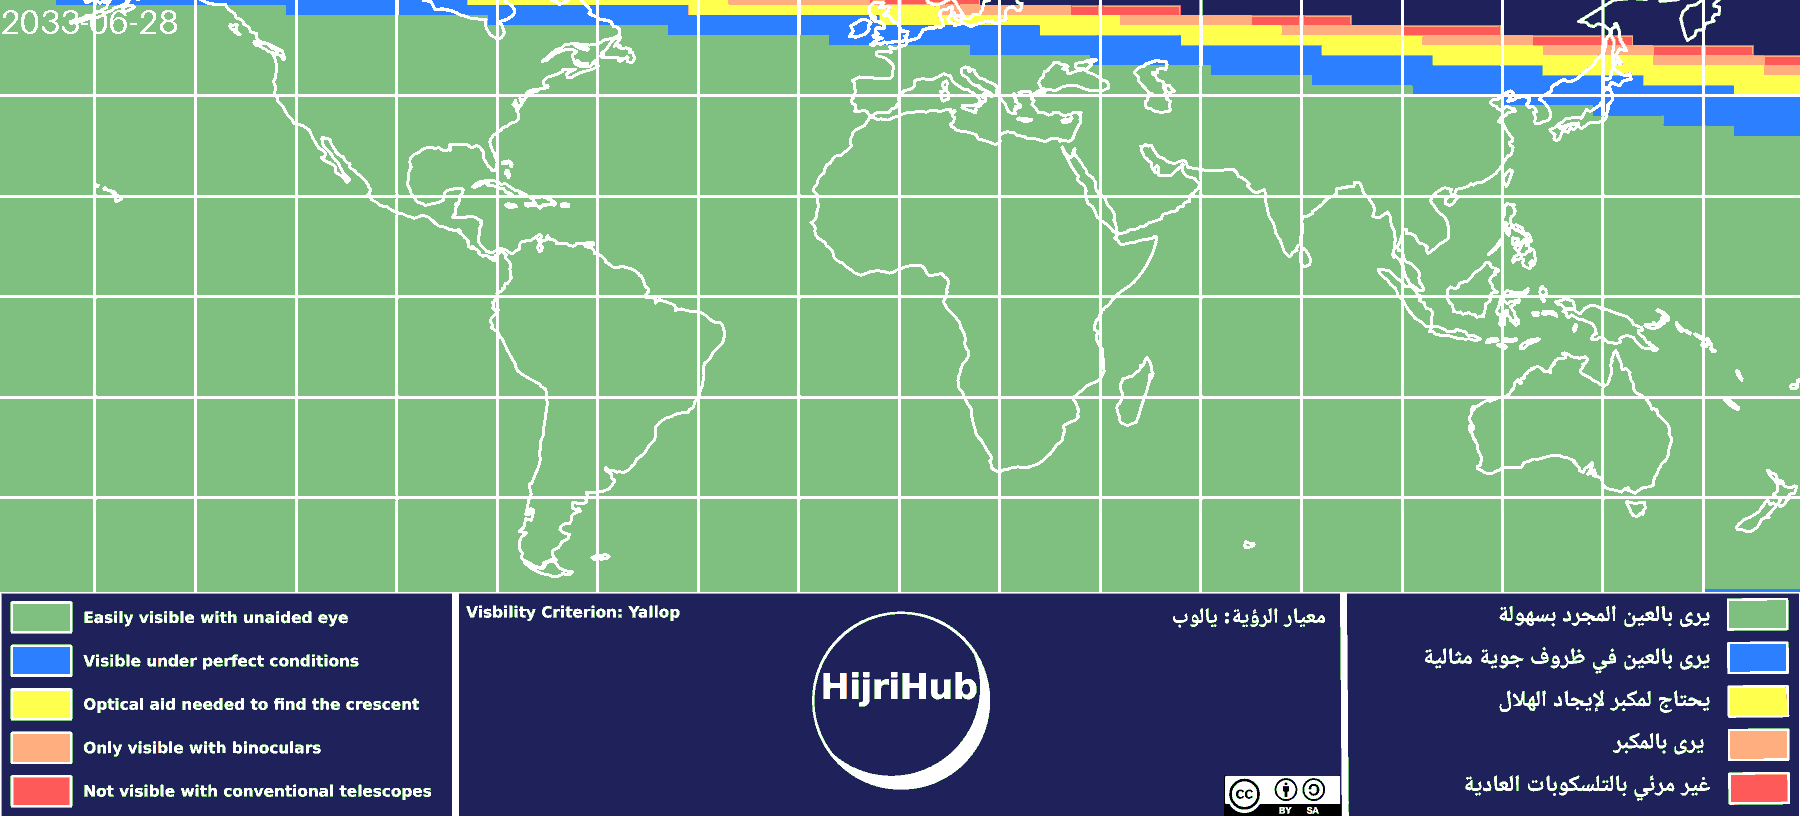 2033-06-28
Easily visible with unaided eye
Visible under perfect conditions
Optical aid needed to find the crescent
Only visible with binoculars
Not visible with conventional telescopes
Visbility Criterion: Yallop
معيار الرؤية: يالوب
HijriHub
CC BY SA
يرى بالعين المجرد بسهولة
يرى بالعين في ظروف جوية مثالية
يحتاج لمكبر لإيجاد الهلال
يرى بالمكبر
غير مرئي بالتلسكوبات العادية